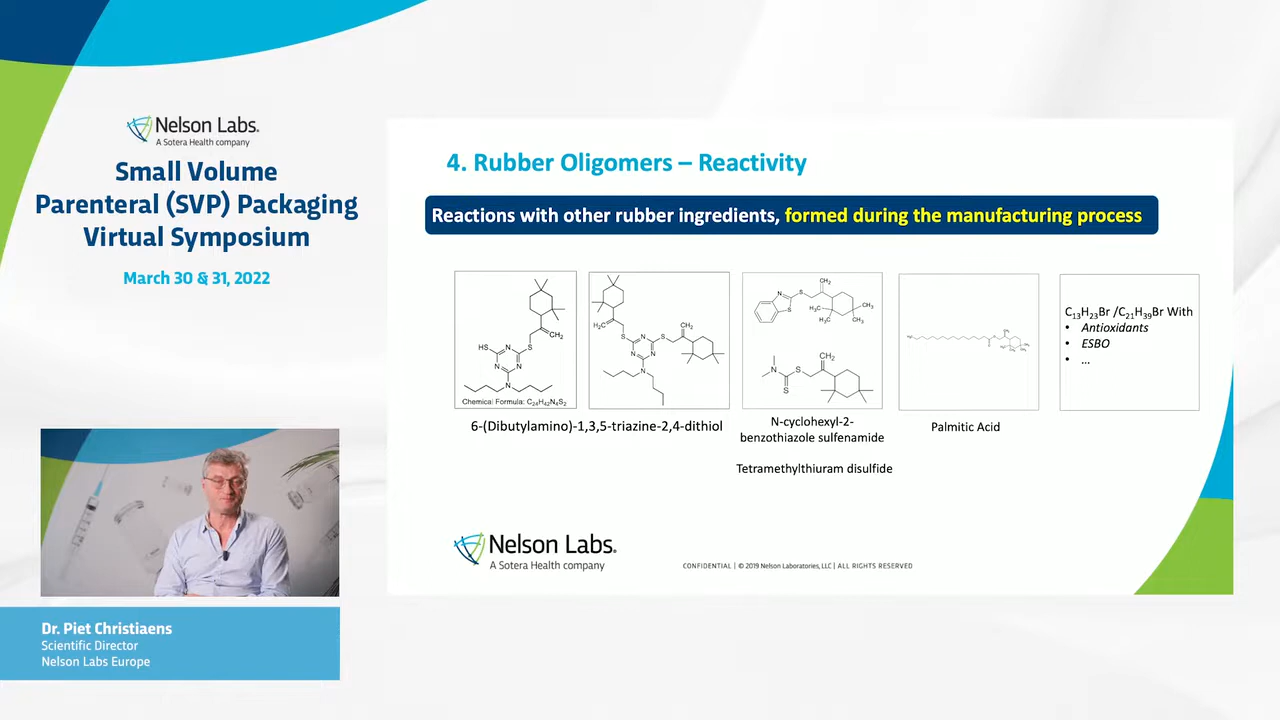 Nelson Labs.
A Sotera Health company
Small Volume
Parenteral (SVP) Packaging
Virtual Symposium
March 30 & 31, 2022
4. Rubber Oligomers – Reactivity
Reactions with other rubber ingredients, formed during the manufacturing process
Chemical Formula: C₂₄H₄₂N₄S₂
6-(Dibutylamino)-1,3,5-triazine-2,4-dithiol
N-cyclohexyl-2-
benzothiazole sulfenamide
Tetramethylthiuram disulfide
Palmitic Acid
C₁₃H₂₃Br /C₂₁H₃₉Br With
• Antioxidants
• ESBO
• ...
Nelson Labs.
A Sotera Health company
CONFIDENTIAL | © 2019 Nelson Laboratories, LLC | ALL RIGHTS RESERVED
Dr. Piet Christiaens
Scientific Director
Nelson Labs Europe